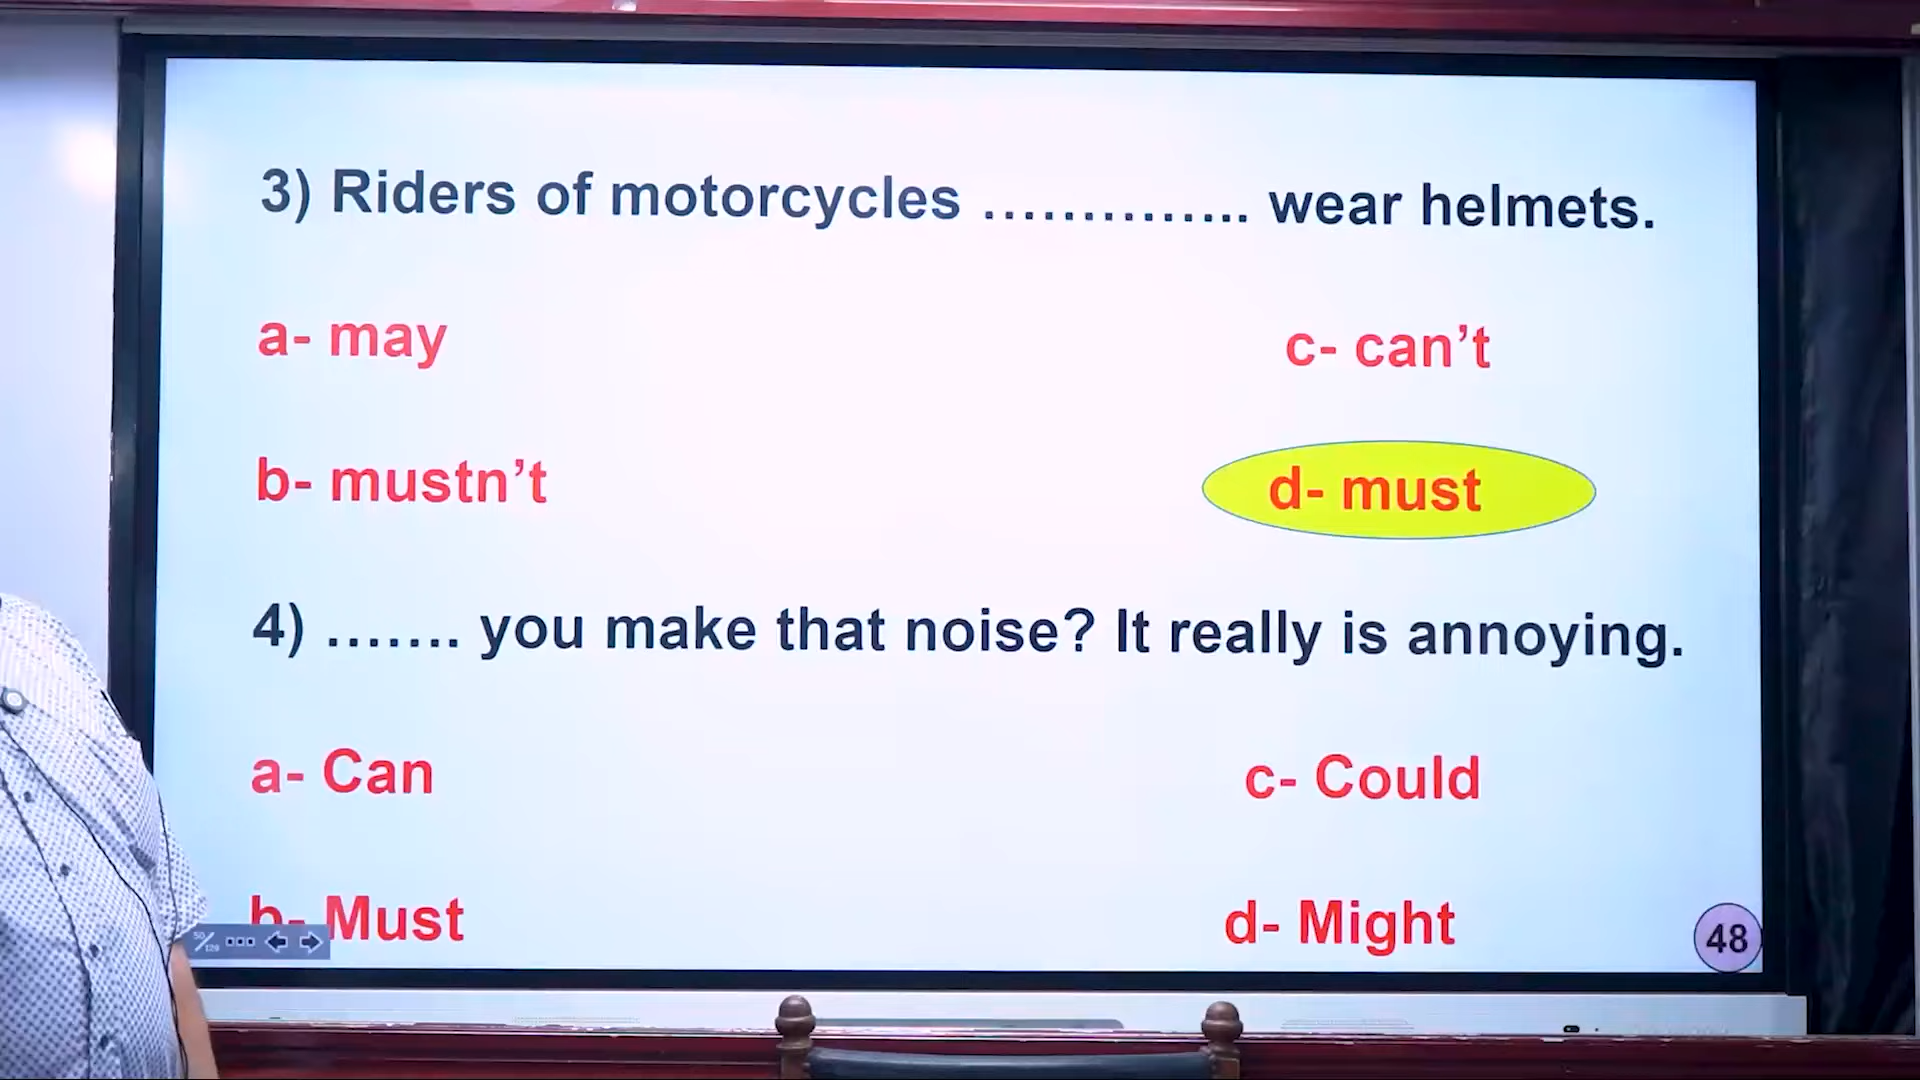 3) Riders of motorcycles .............. wear helmets.
a- may
c- can't
b- mustn't
d- must
4) ....... you make that noise? It really is annoying.
a- Can
c- Could
b- Must
d- Might
48